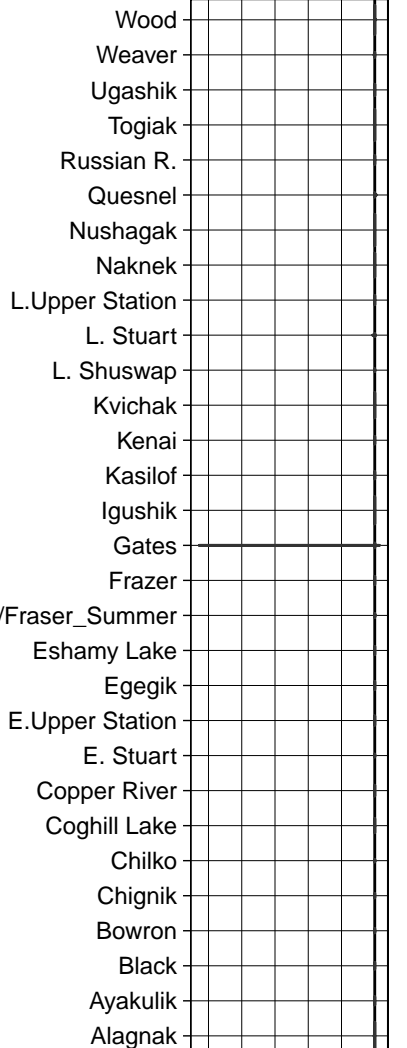 Wood
Weaver
Ugashik
Togiak
Russian R.
Quesnel
Nushagak
Naknek
L.Upper Station
L. Stuart
L. Shuswap
Kvichak
Kenai
Kasilof
Igushik
Gates
Frazer
/Fraser_Summer
Eshamy Lake
Egegik
E.Upper Station
E. Stuart
Copper River
Coghill Lake
Chilko
Chignik
Bowron
Black
Ayakulik
Alagnak